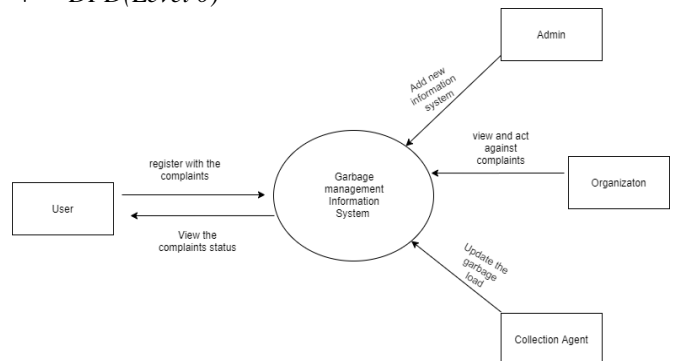 DFD(Level 0)
Admin
Add new
information
system
view and act
against
complaints
register with the
complaints
Garbage
management
Information
System
Organizaton
User
View the
complaints status
Update the
garbage
load
Collection Agent